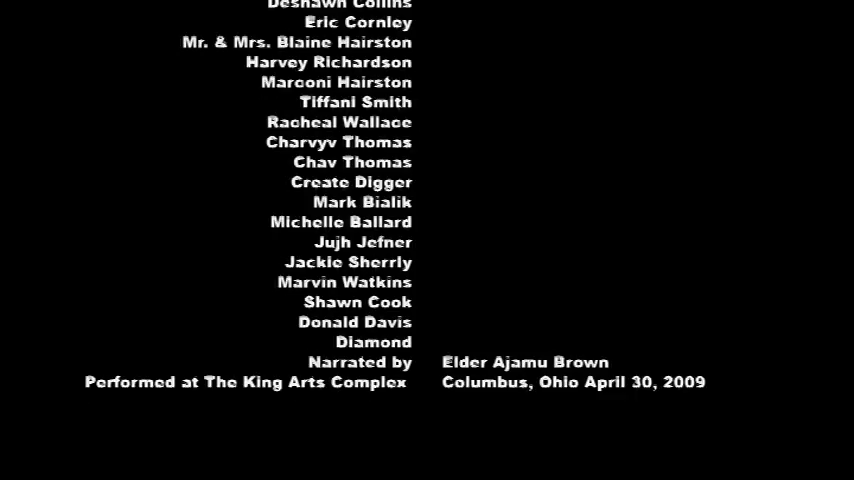 Deshawn Collins
Eric Cornley
Mr. & Mrs. Blaine Hairston
Harvey Richardson
Marconi Hairston
Tiffani Smith
Racheal Wallace
Charvyv Thomas
Chav Thomas
Create Digger
Mark Bialik
Michelle Ballard
Jujh Jefner
Jackie Sherrly
Marvin Watkins
Shawn Cook
Donald Davis
Diamond
Narrated by Elder Ajamu Brown
Performed at The King Arts Complex Columbus, Ohio April 30, 2009